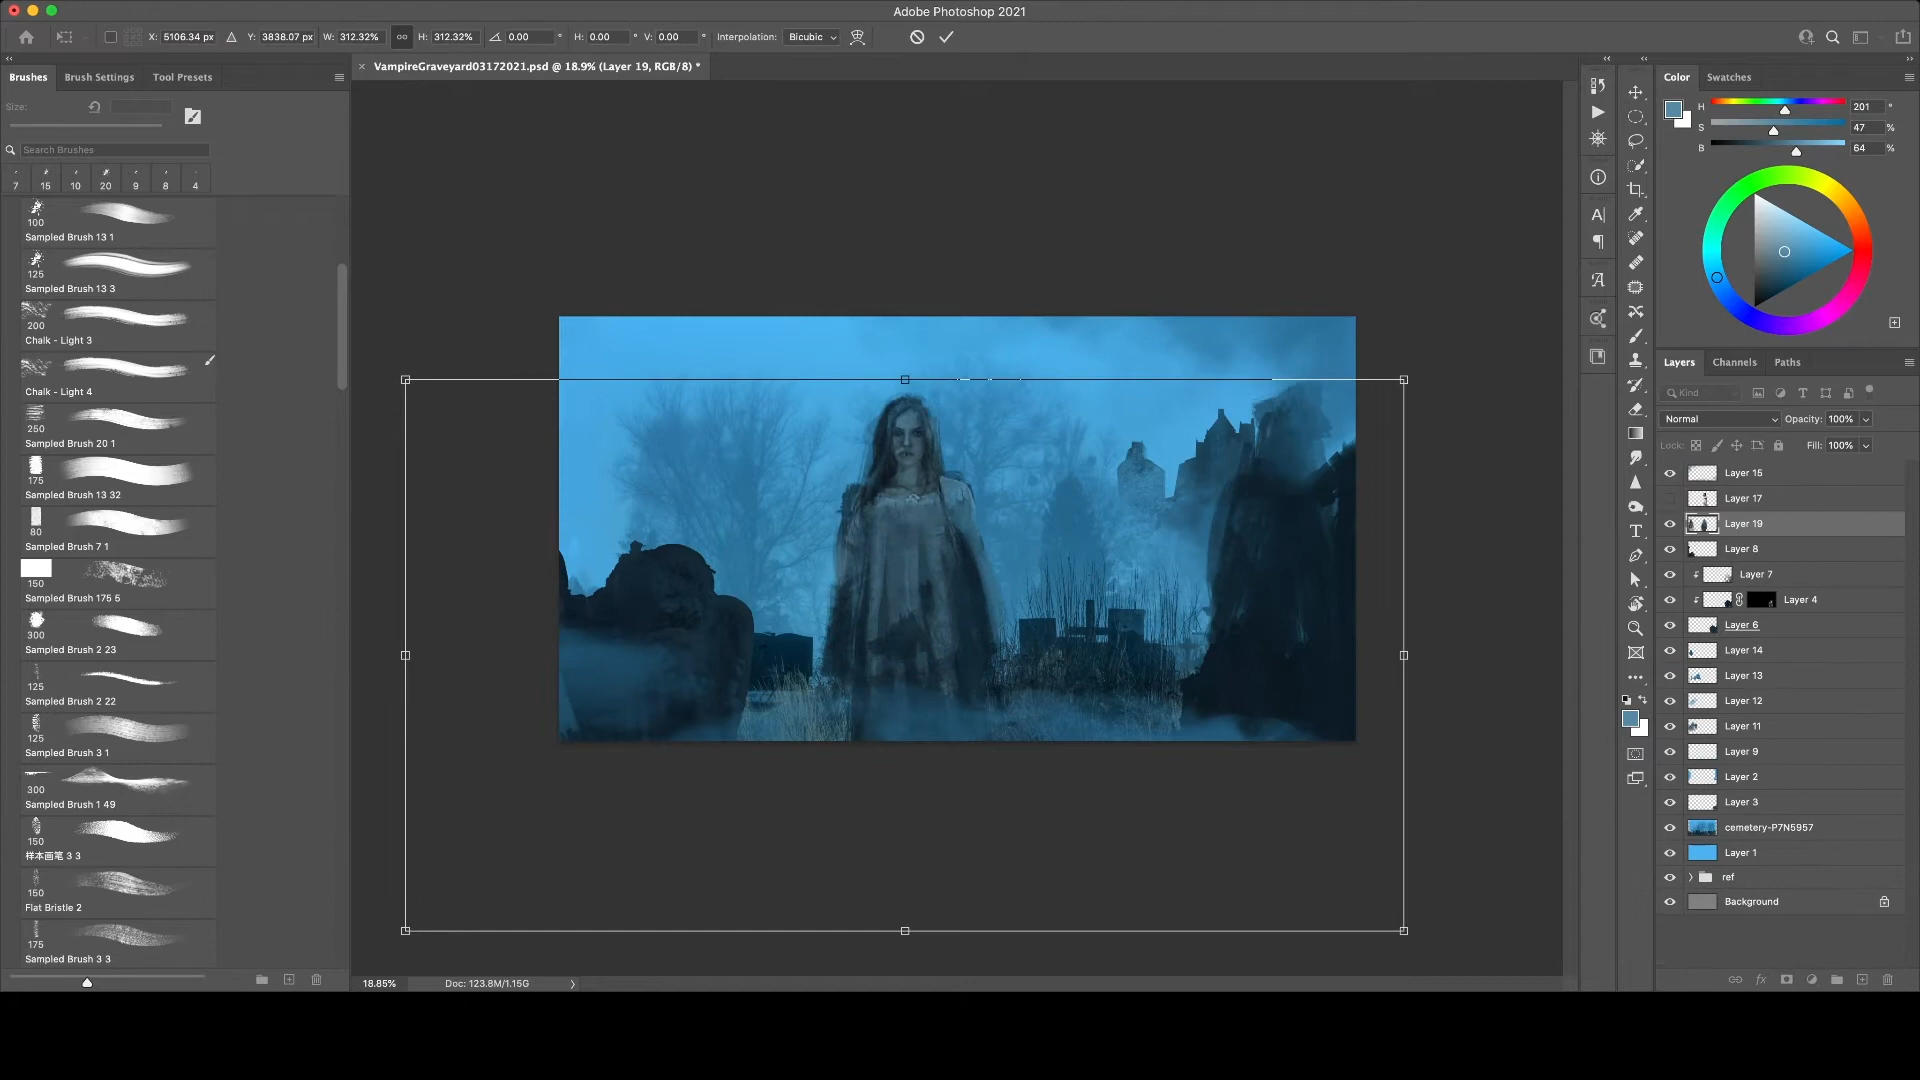 Adobe Photoshop 2021
X: 5106.34 px Y: 3838.07 px W: 312.32% H: 312.32% 0.00 ° H: 0.00 ° V: 0.00 ° Interpolation: Bicubic
Brushes Brush Settings Tool Presets
× VampireGraveyard03172021.psd @ 18.9% (Layer 19, RGB/8) *
Size:
Search Brushes
7 15 10 20 9 8 4
100
Sampled Brush 13 1
125
Sampled Brush 13 3
200
Chalk - Light 3
Chalk - Light 4
250
Sampled Brush 20 1
175
Sampled Brush 13 32
80
Sampled Brush 7 1
150
Sampled Brush 175 5
300
Sampled Brush 2 23
125
Sampled Brush 2 22
125
Sampled Brush 3 1
300
Sampled Brush 1 49
150
样本画笔 3 3
150
Flat Bristle 2
175
Sampled Brush 3 3
18.85% Doc: 123.8M/1.15G
Color Swatches
H 201 °
S 47 %
B 64 %
Layers Channels Paths
Kind
Normal Opacity: 100%
Lock: Fill: 100%
Layer 15
Layer 17
Layer 19
Layer 8
Layer 7
Layer 4
Layer 6
Layer 14
Layer 13
Layer 12
Layer 11
Layer 9
Layer 2
Layer 3
cemetery-P7N5957
Layer 1
ref
Background
fx